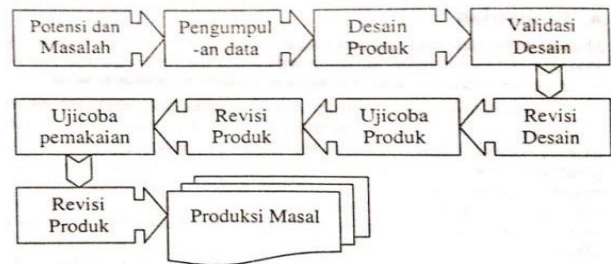 Potensi dan
Masalah
Pengumpul
-an data
Desain
Produk
Validasi
Desain
Revisi
Desain
Ujicoba
Produk
Revisi
Produk
Ujicoba
pemakaian
Revisi
Produk
Produksi Masal